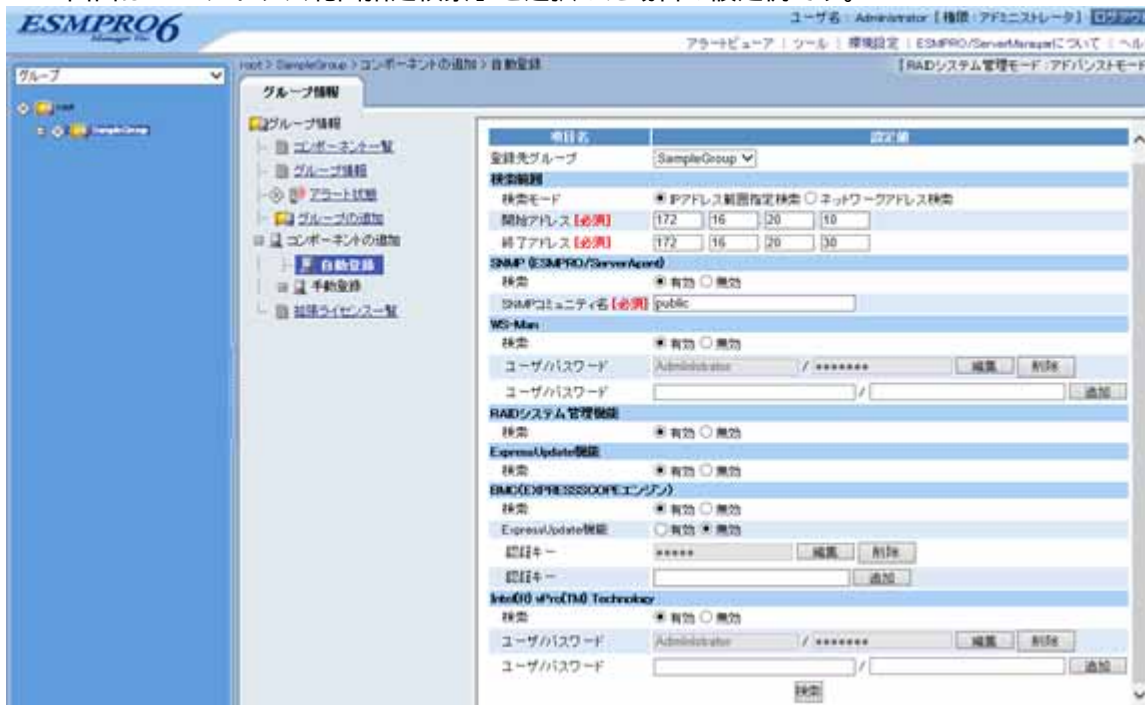 ESMPRO6
Manager Ver.
ユーザ名 : Administrator 【権限 : アドミニストレータ】 ログアウト
アラートビューア | ツール | 環境設定 | ESMPRO/ServerManagerについて | ヘル
グループ
root > SampleGroup > コンポーネントの追加 > 自動登録
【RAIDシステム管理モード : アドバンストモード
root
SampleGroup
グループ情報
グループ情報
コンポーネント一覧
グループ情報
アラート状態
グループの追加
コンポーネントの追加
自動登録
手動登録
拡張ライセンス一覧
項目名 設定値
登録先グループ SampleGroup
検索範囲
検索モード IPアドレス範囲指定検索 ネットワークアドレス検索
開始アドレス【必須】 172 . 16 . 20 . 10
終了アドレス【必須】 172 . 16 . 20 . 30
SNMP (ESMPRO/ServerAgent)
検索 有効 無効
SNMPコミュニティ名【必須】 public
WS-Man
検索 有効 無効
ユーザ/パスワード Administrator / ******* 編集 削除
ユーザ/パスワード / 追加
RAIDシステム管理機能
検索 有効 無効
ExpressUpdate機能
検索 有効 無効
BMC(EXPRESSSCOPEエンジン)
検索 有効 無効
ExpressUpdate機能 有効 無効
認証キー ***** 編集 削除
認証キー 追加
Intel(R) vPro(TM) Technology
検索 有効 無効
ユーザ/パスワード Administrator / ******* 編集 削除
ユーザ/パスワード / 追加
検索